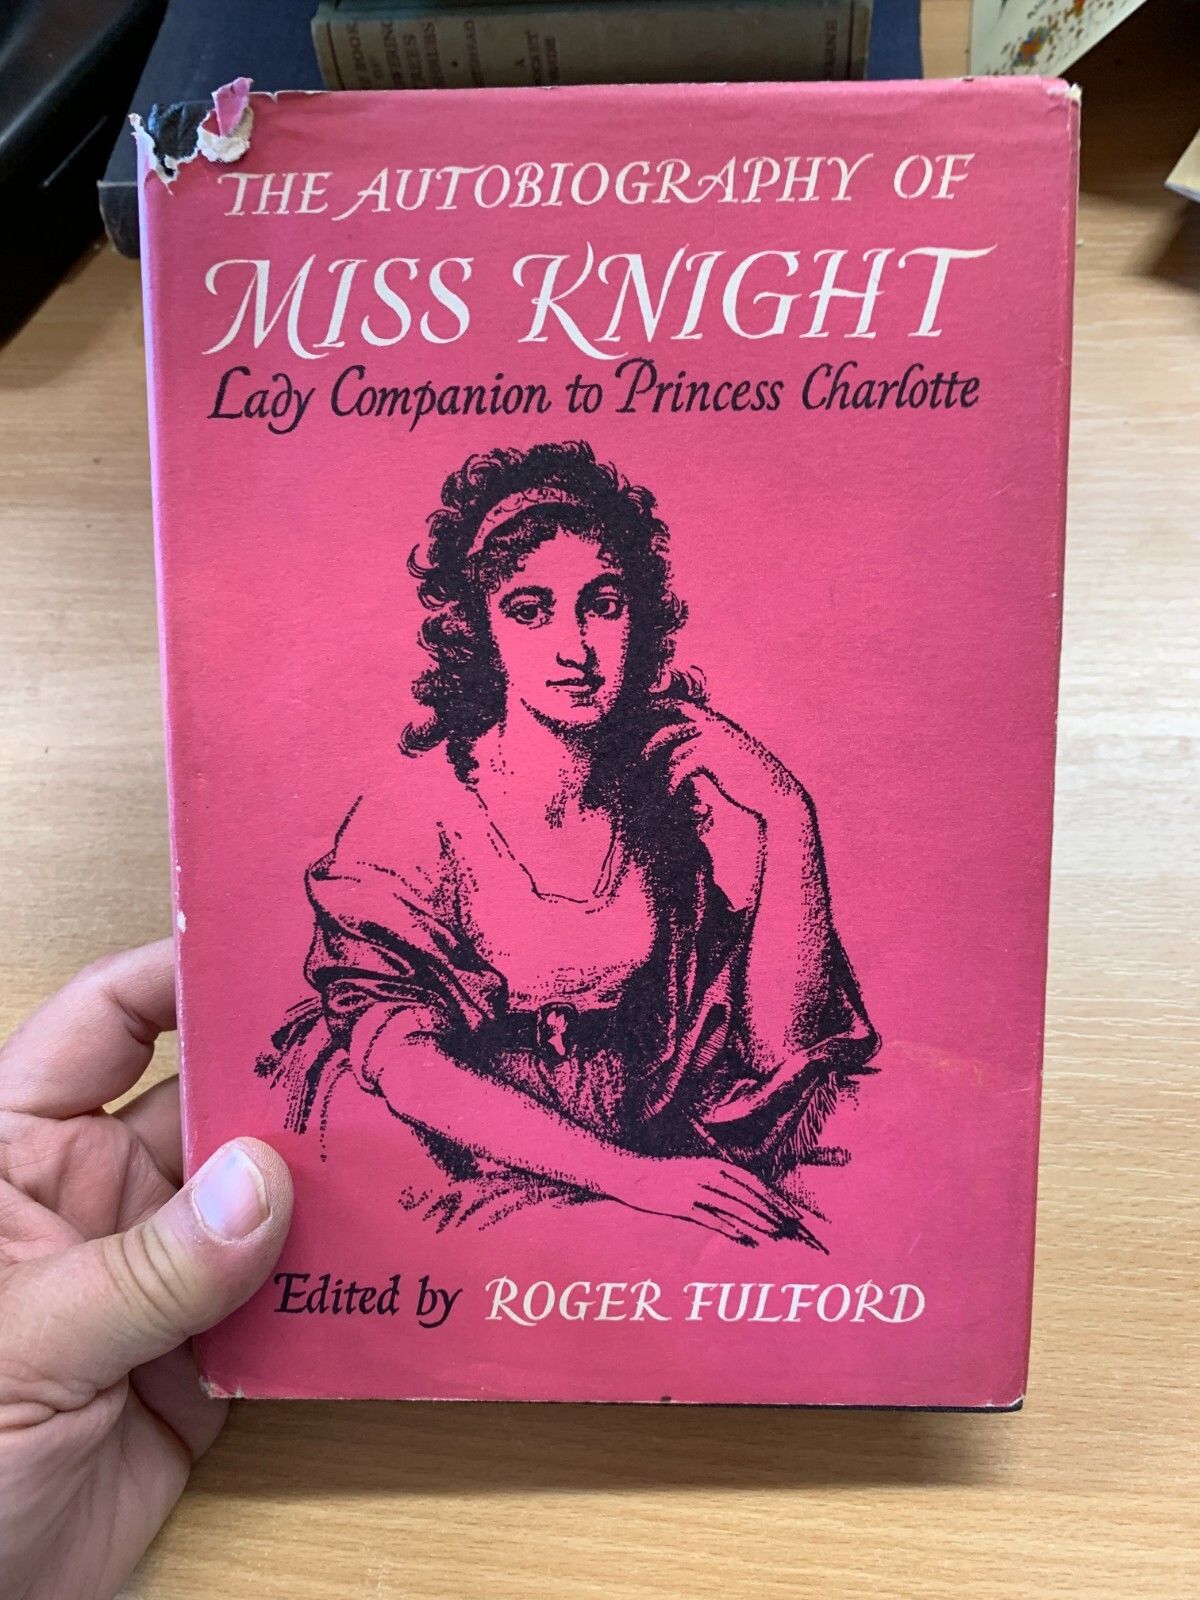 THE AUTOBIOGRAPHY OF
MISS KNIGHT
Lady Companion to Princess Charlotte
Edited by ROGER FULFORD